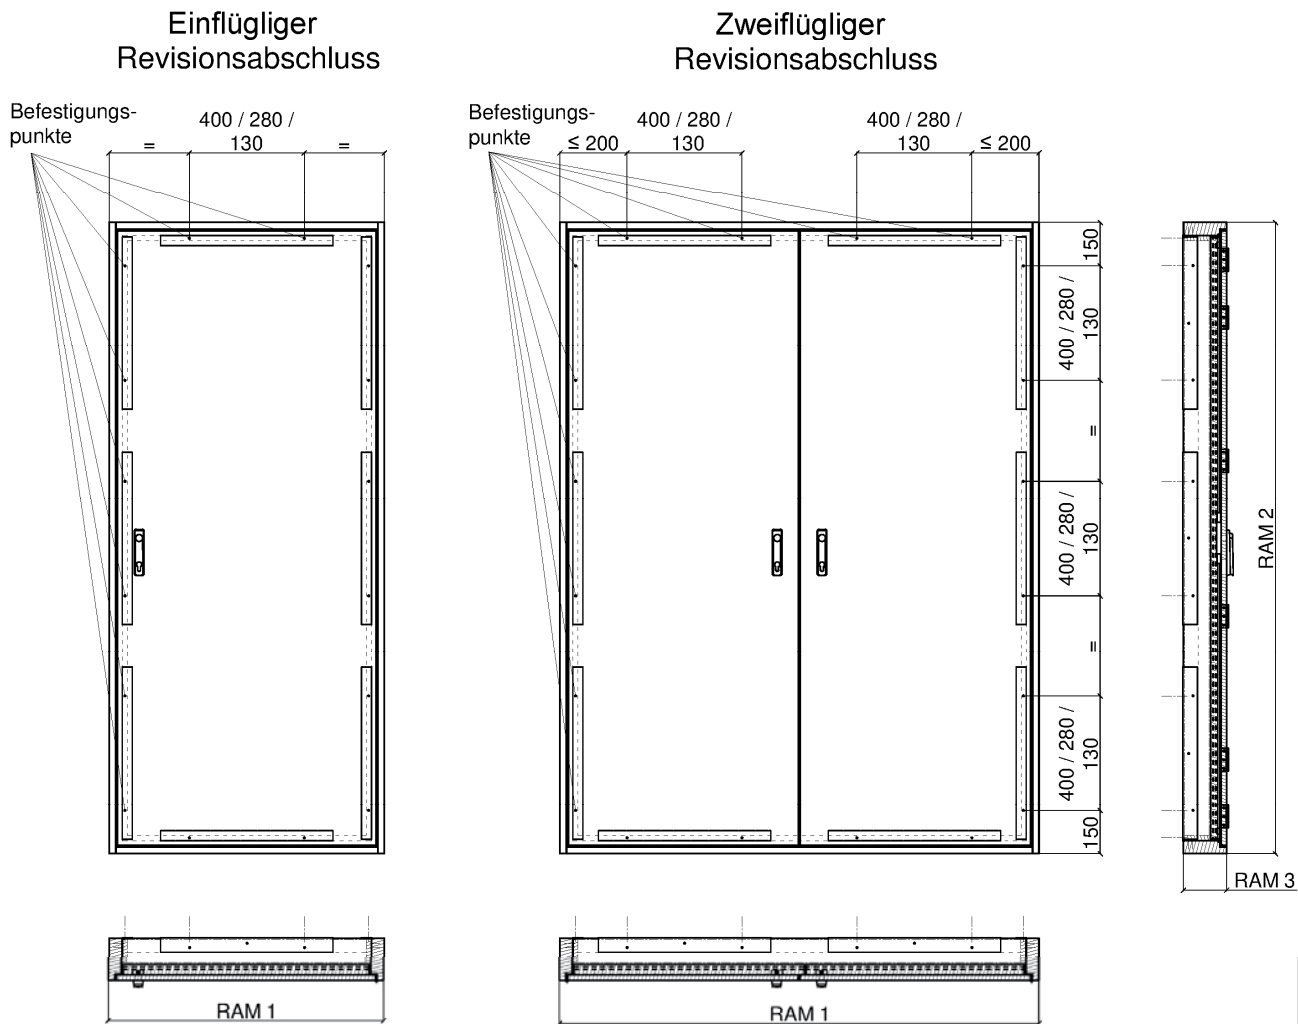 Einflügliger
Revisionsabschluss
Zweiflügliger
Revisionsabschluss
Befestigungs-
punkte
=
400 / 280 /
130
=
Befestigungs-
punkte
≤ 200
400 / 280 /
130
400 / 280 /
130
≤ 200
150
400 / 280 /
130
=
400 / 280 /
130
=
400 / 280 /
130
150
RAM 2
RAM 3
RAM 1
RAM 1